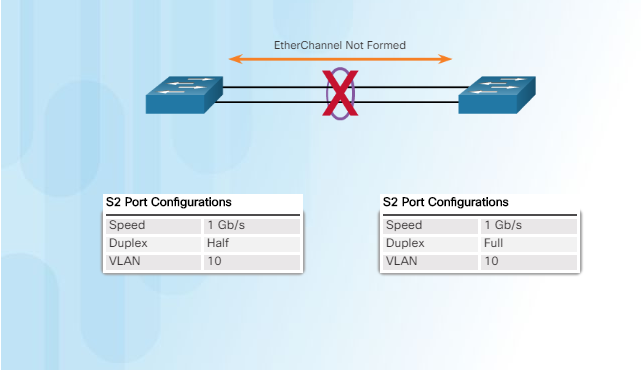 EtherChannel Not Formed
S2 Port Configurations
Speed 1 Gb/s
Duplex Half
VLAN 10
S2 Port Configurations
Speed 1 Gb/s
Duplex Full
VLAN 10